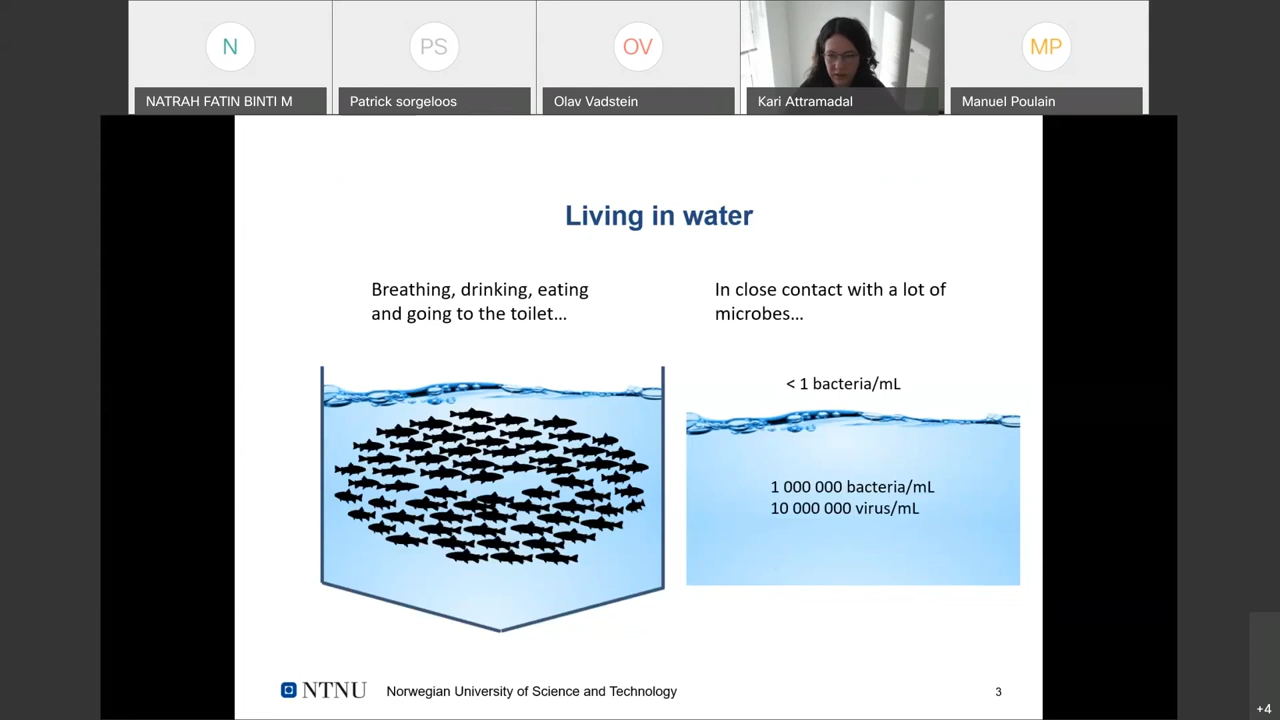 N
PS
OV
MP
NATRAH FATIN BINTI M
Patrick sorgeloos
Olav Vadstein
Kari Attramadal
Manuel Poulain
Living in water
Breathing, drinking, eating
and going to the toilet...
In close contact with a lot of
microbes...
< 1 bacteria/mL
1 000 000 bacteria/mL
10 000 000 virus/mL
NTNU
Norwegian University of Science and Technology
3
+4